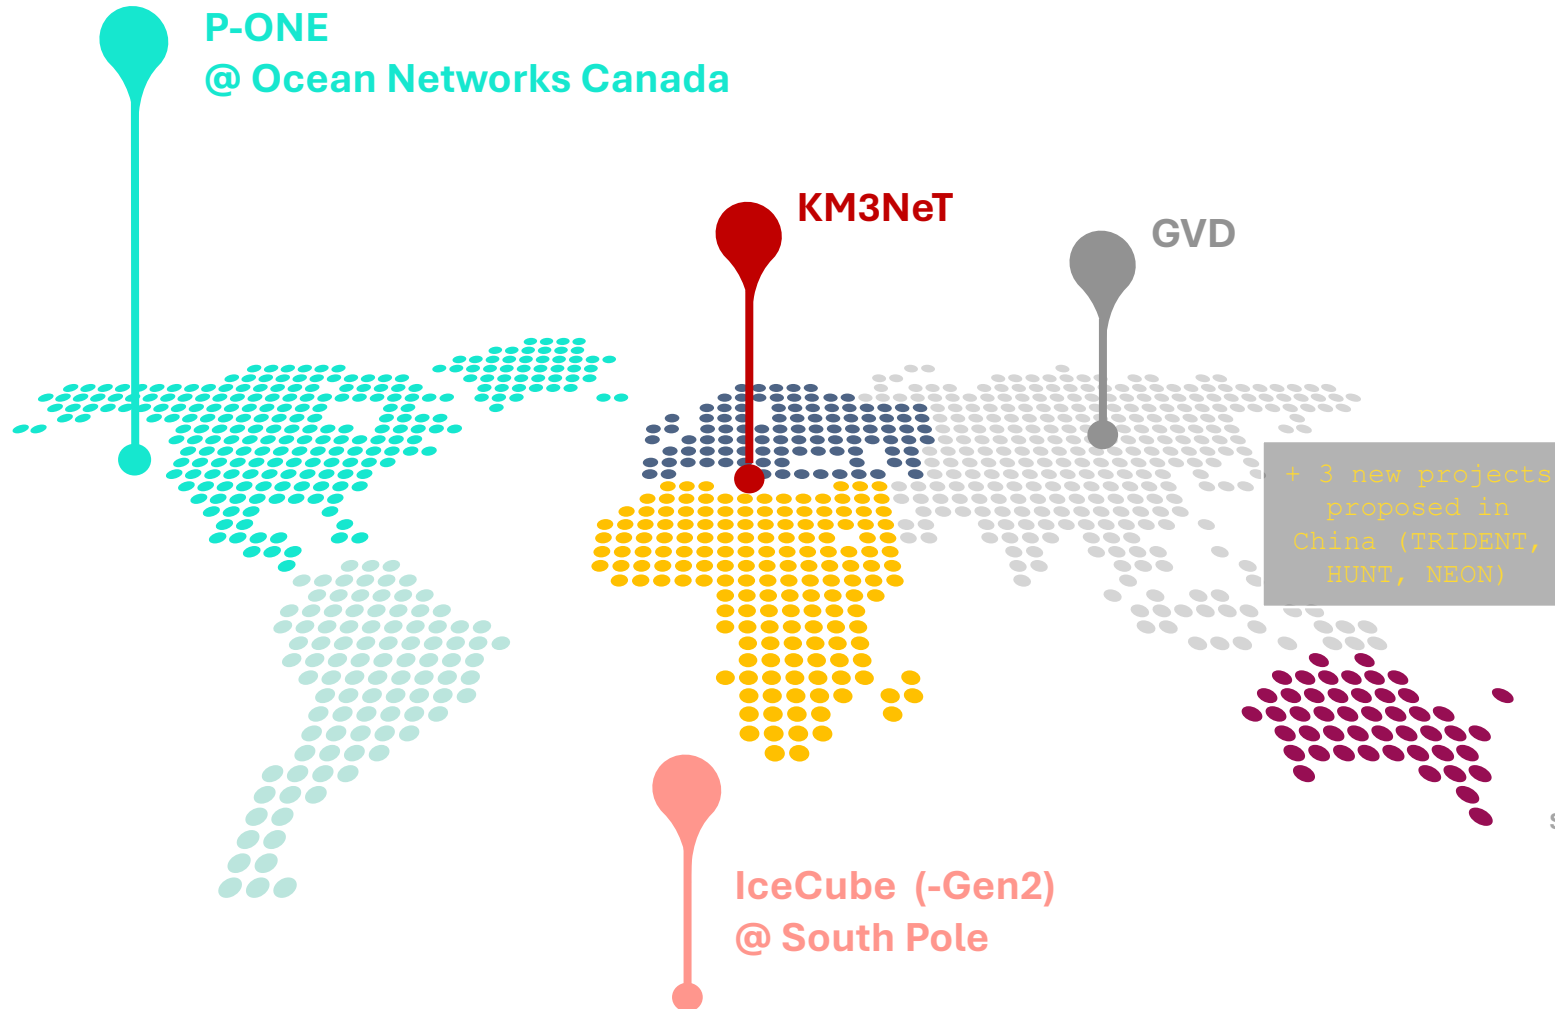 P-ONE
@ Ocean Networks Canada
KM3NeT
GVD
+ 3 new projects
proposed in
China (TRIDENT,
HUNT, NEON)
IceCube (-Gen2)
@ South Pole